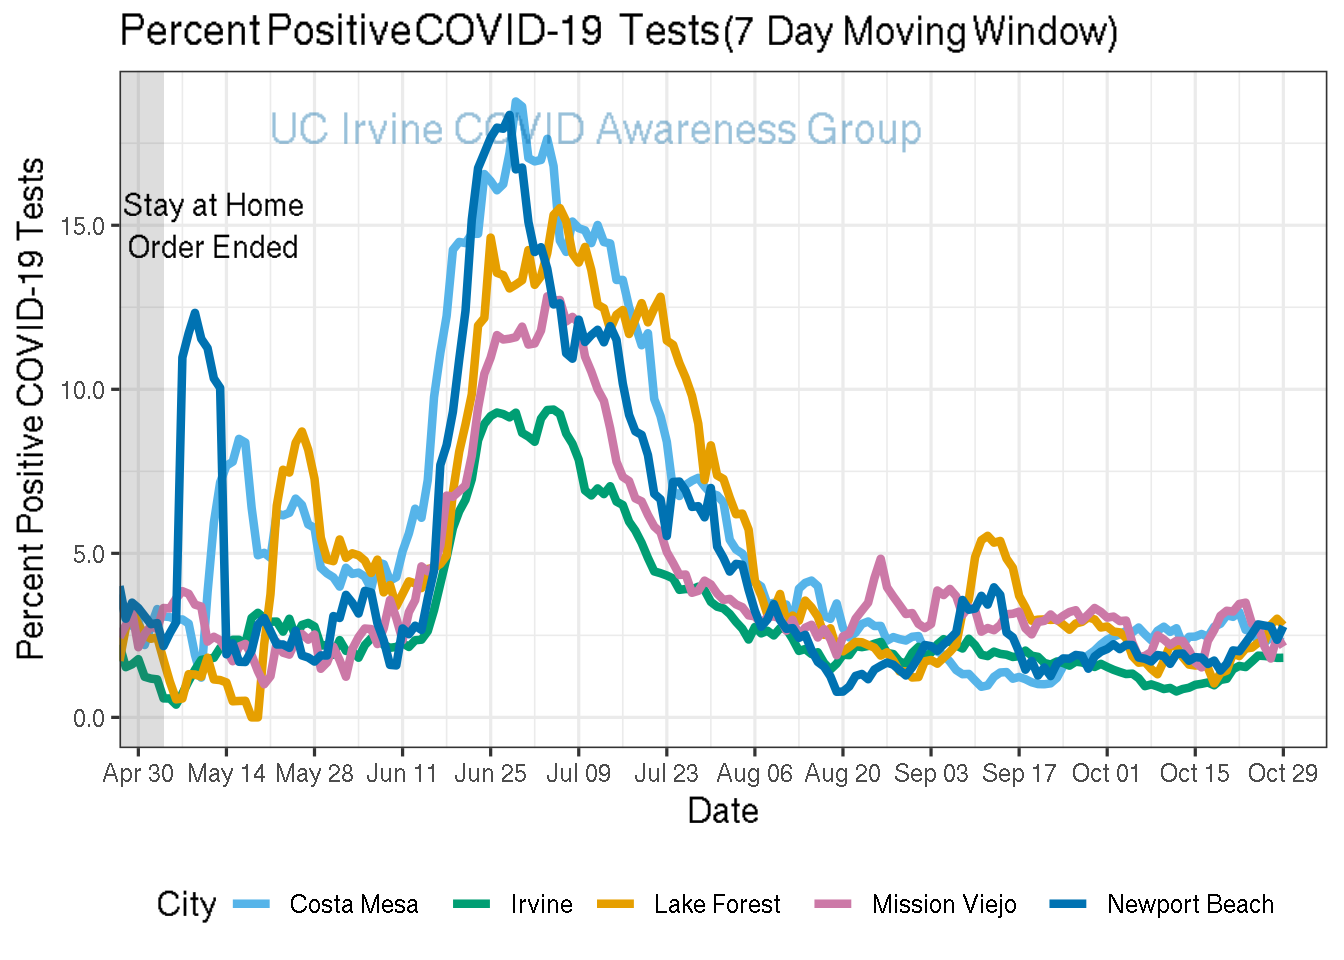 Percent Positive COVID-19 Tests (7 Day Moving Window)
UC Irvine COVID Awareness Group
Stay at Home
Order Ended
Percent Positive COVID-19 Tests
15.0
10.0
5.0
0.0
Apr 30 May 14 May 28 Jun 11 Jun 25 Jul 09 Jul 23 Aug 06 Aug 20 Sep 03 Sep 17 Oct 01 Oct 15 Oct 29
Date
City Costa Mesa Irvine Lake Forest Mission Viejo Newport Beach